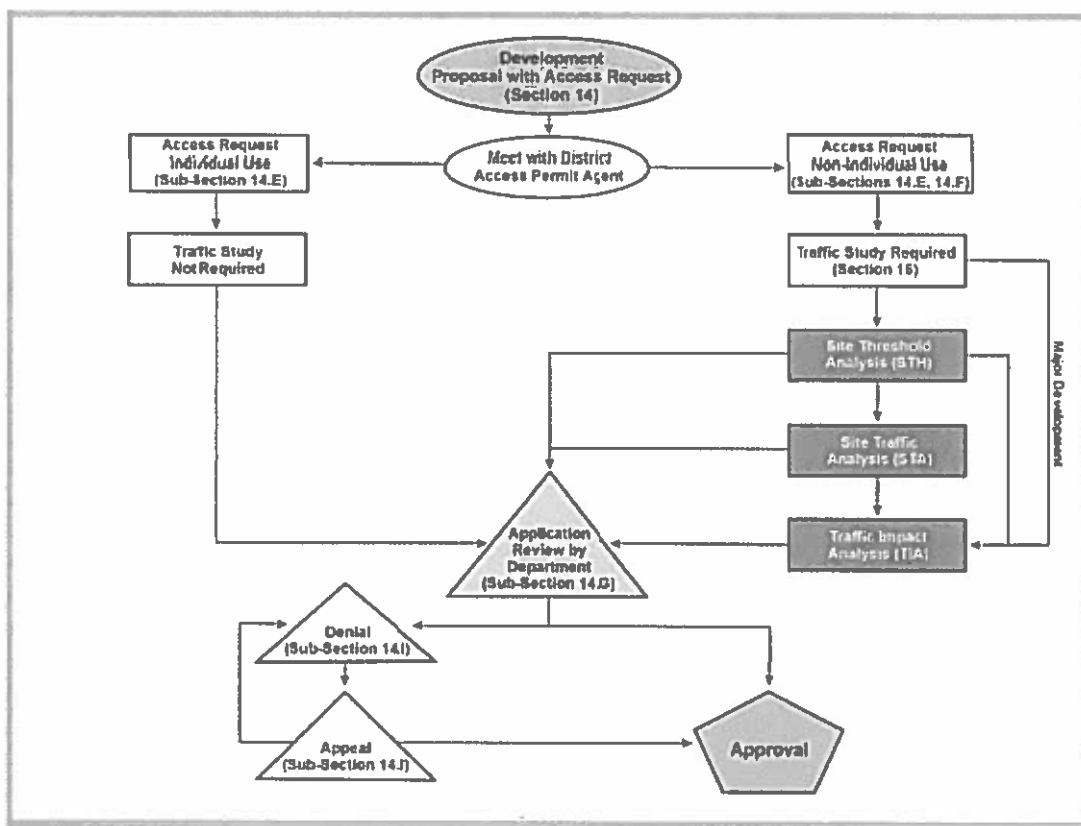 Development
Proposal with Access Request
(Section 14)
Meet with District
Access Permit Agent
Access Request
Individual Use
(Sub-Section 14.E)
Access Request
Non-Individual Use
(Sub-Sections 14.E, 14.F)
Traffic Study
Not Required
Traffic Study Required
(Section 15)
Site Threshold
Analysis (STH)
Major Development
Site Traffic
Analysis (STA)
Traffic Impact
Analysis (TIA)
Application
Review by
Department
(Sub-Section 14.G)
Denial
(Sub-Section 14.I)
Appeal
(Sub-Section 14.I)
Approval